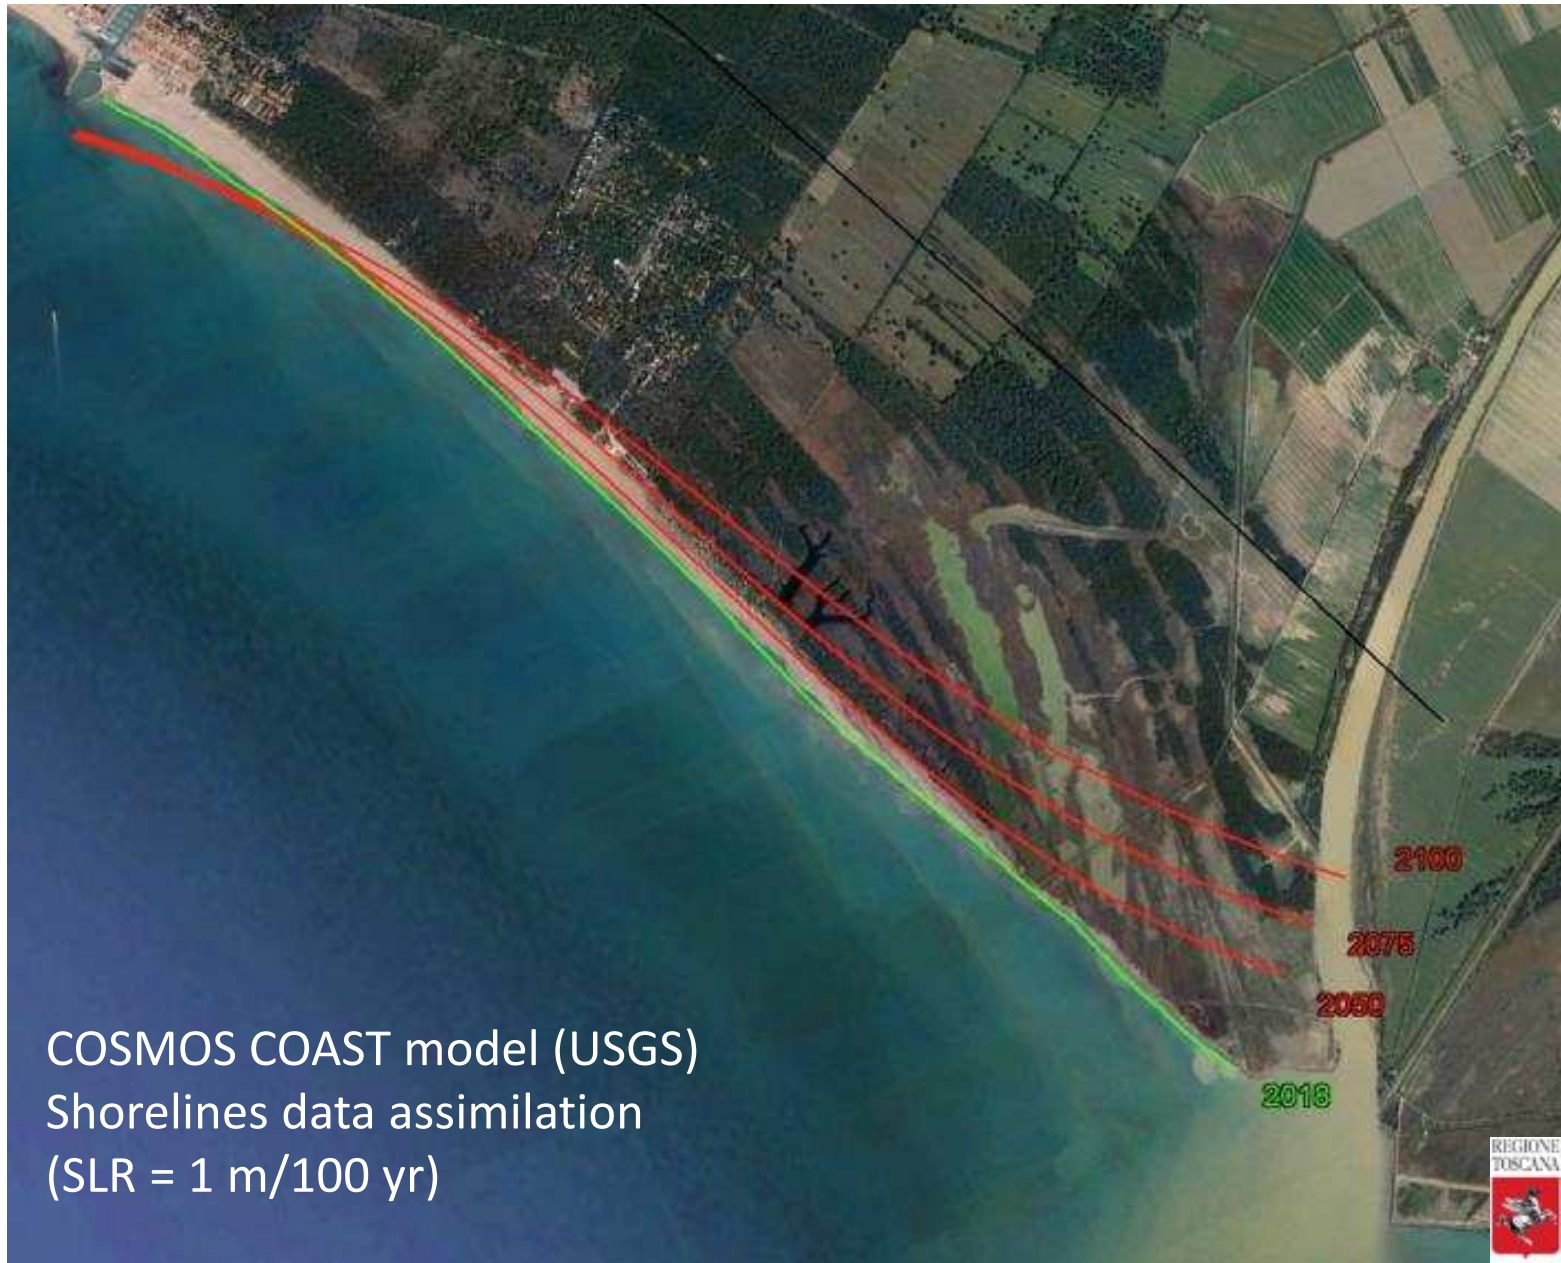 2100
2075
2050
2018
COSMOS COAST model (USGS)
Shorelines data assimilation
(SLR = 1 m/100 yr)
REGIONE
TOSCANA